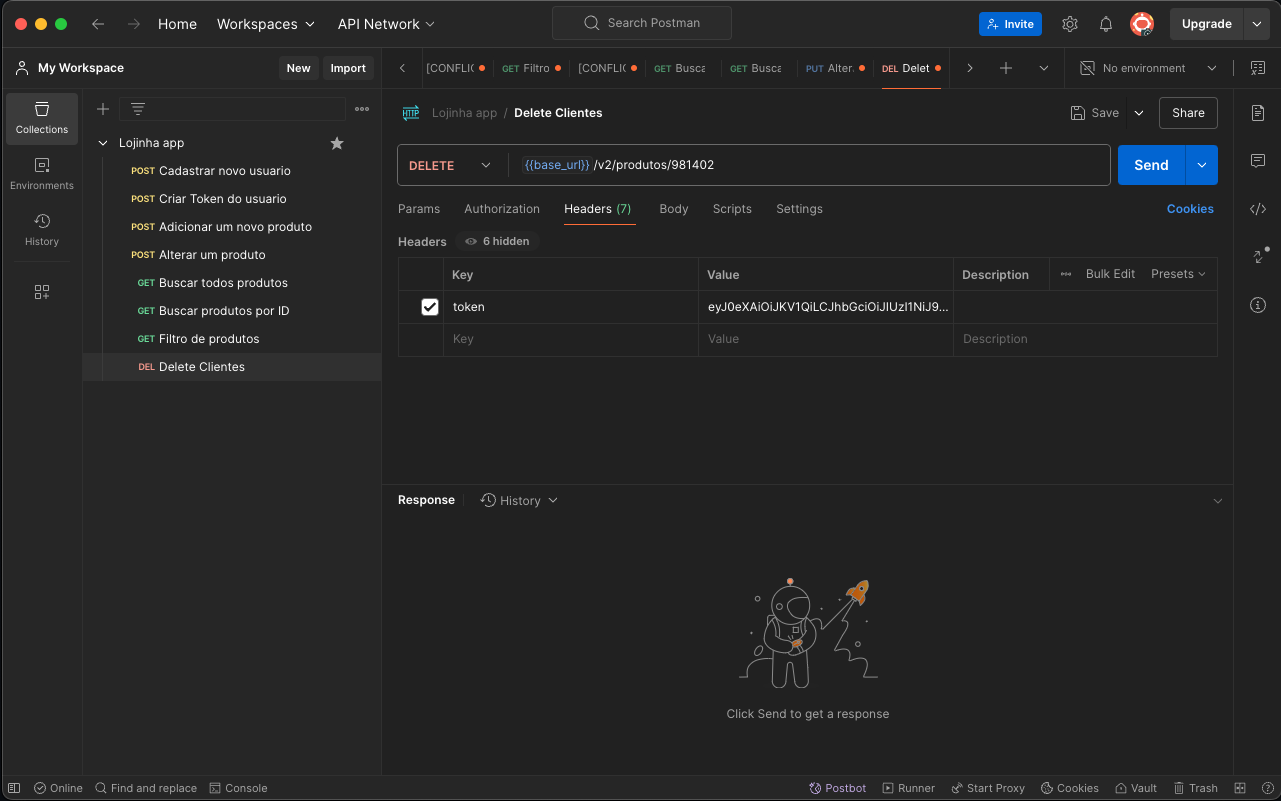 Home Workspaces API Network Search Postman Invite Upgrade
My Workspace New Import
[CONFLIC GET Filtro [CONFLIC GET Busca GET Busca PUT Altera DEL Delet No environment
Collections
Environments
History
Lojinha app
POST Cadastrar novo usuario
POST Criar Token do usuario
POST Adicionar um novo produto
POST Alterar um produto
GET Buscar todos produtos
GET Buscar produtos por ID
GET Filtro de produtos
DEL Delete Clientes
HTTP Lojinha app / Delete Clientes Save Share
DELETE {{base_url}} /v2/produtos/981402 Send
Params Authorization Headers (7) Body Scripts Settings Cookies
Headers 6 hidden
Key Value Description Bulk Edit Presets
token eyJ0eXAiOiJKV1QiLCJhbGciOiJIUzI1NiJ9...
Key Value Description
Response History
Click Send to get a response
Online Find and replace Console Postbot Runner Start Proxy Cookies Vault Trash